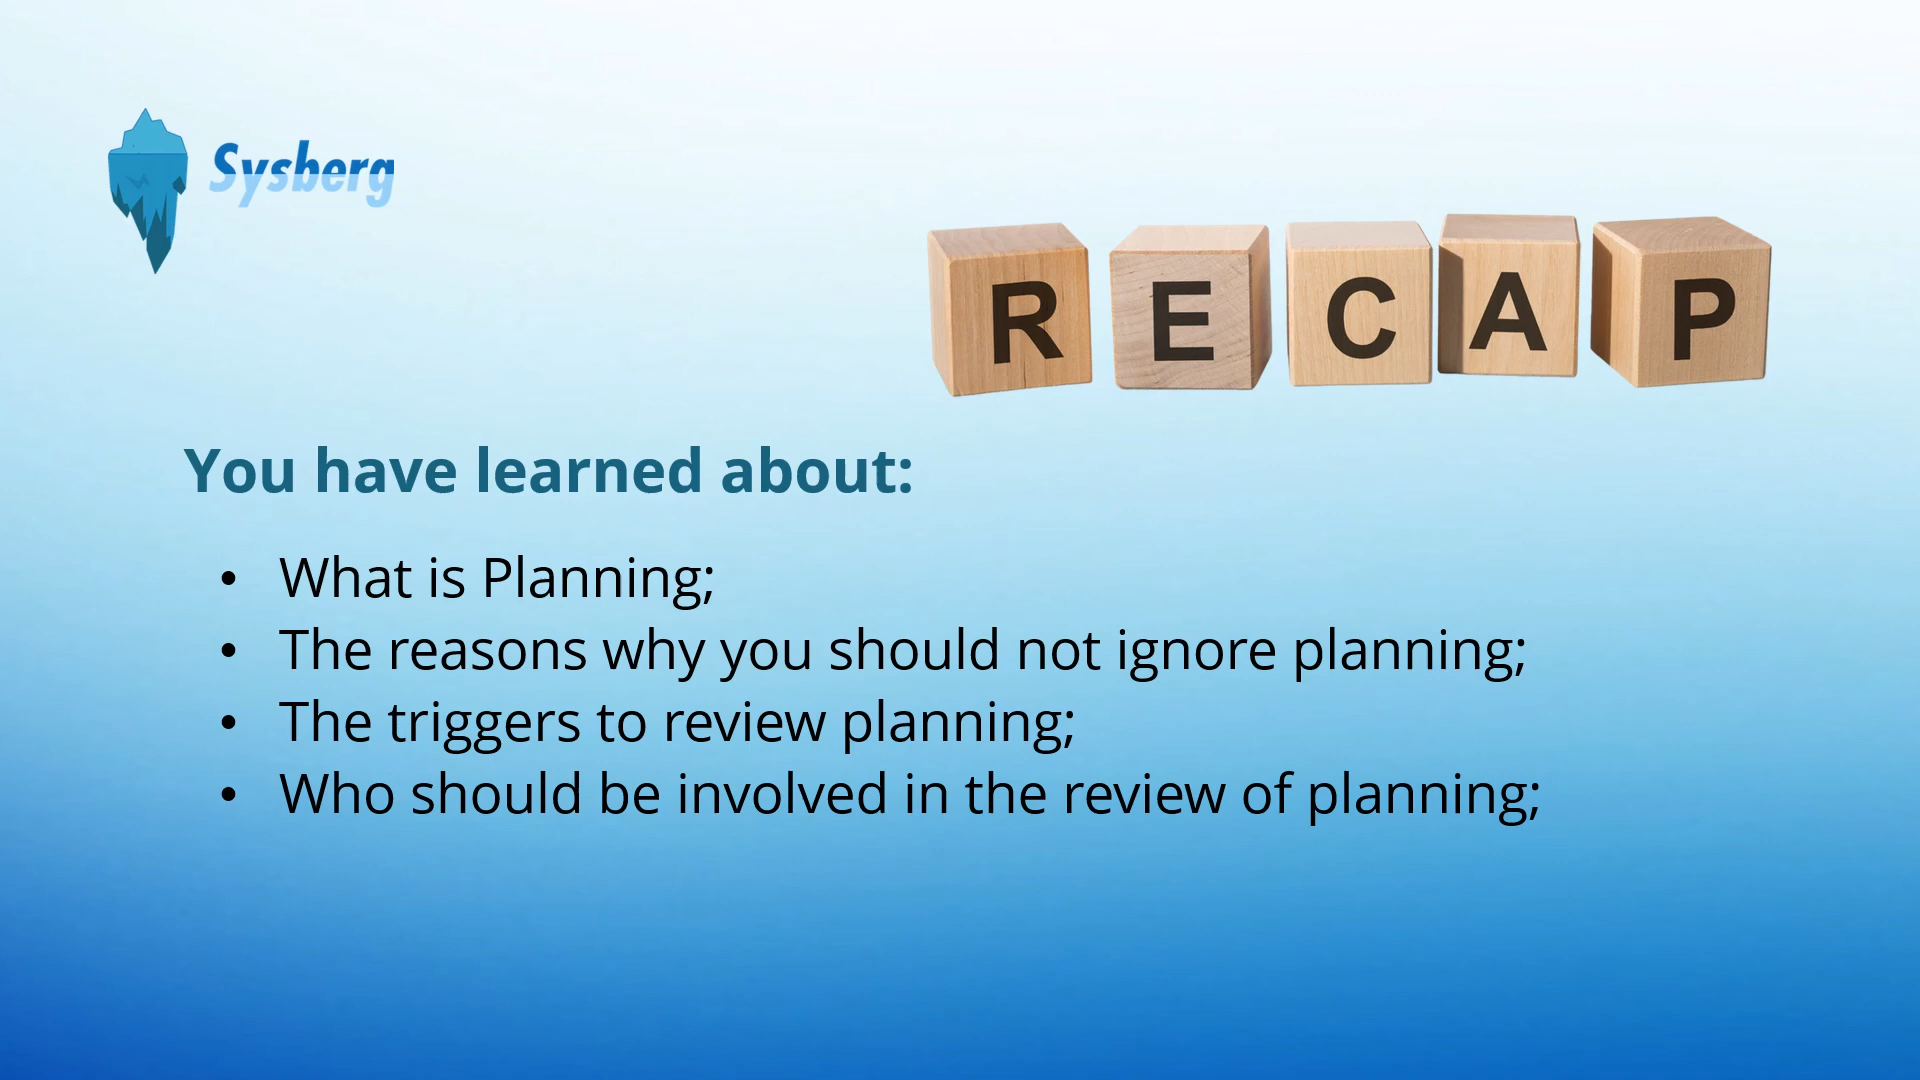 Sysberg
RECAP
You have learned about:
• What is Planning;
• The reasons why you should not ignore planning;
• The triggers to review planning;
• Who should be involved in the review of planning;